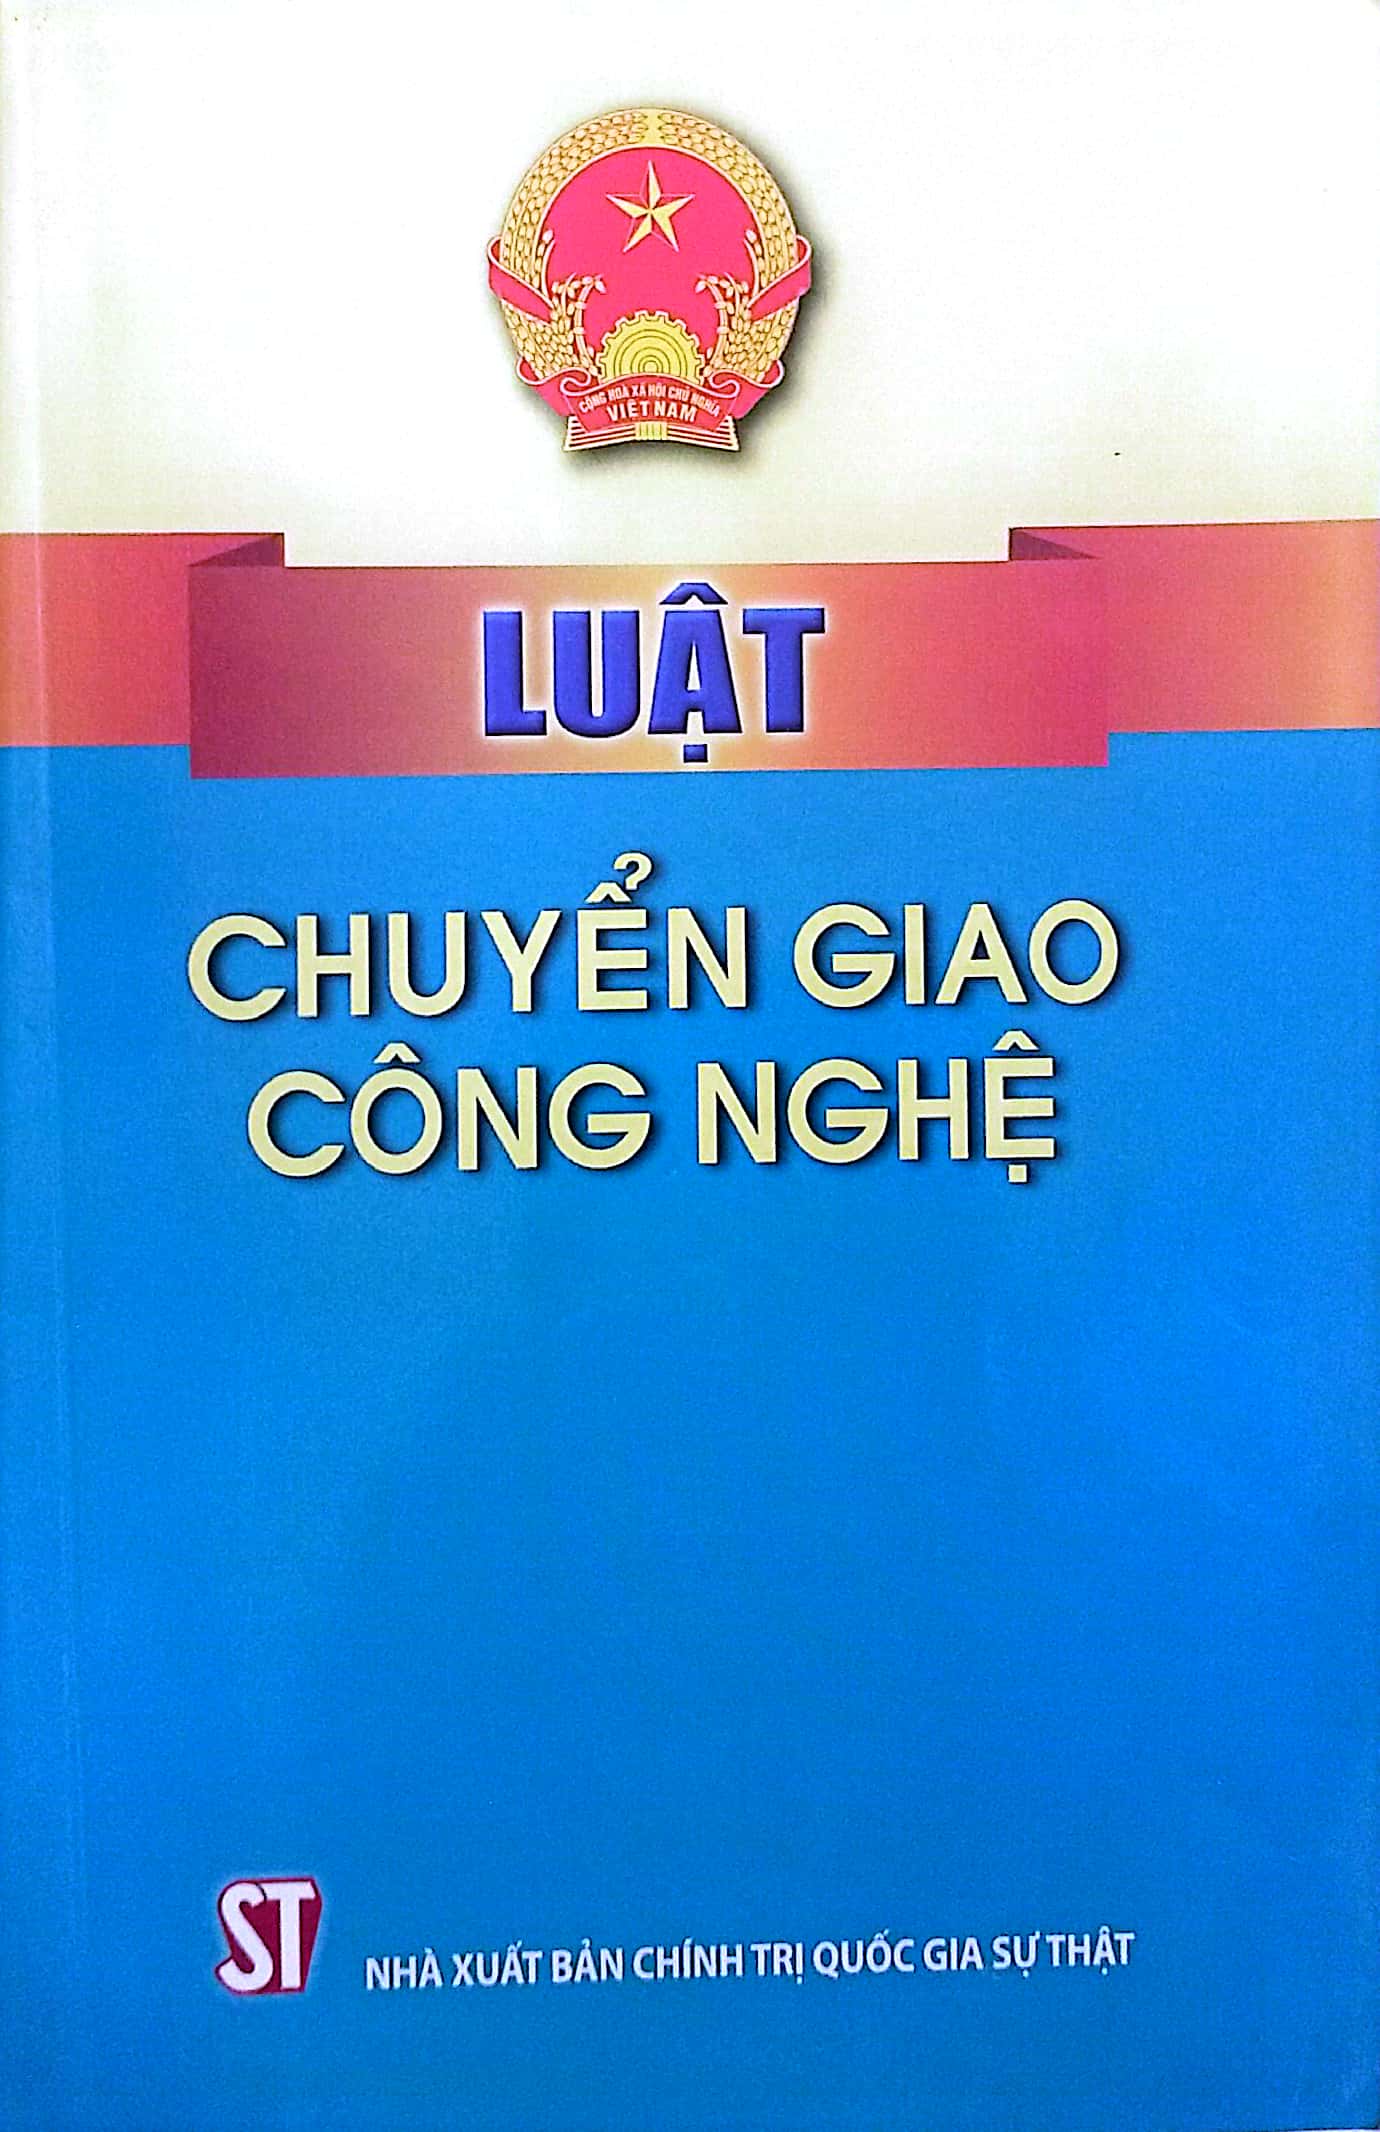 CỘNG HOÀ XÃ HỘI CHỦ NGHĨA
VIỆT NAM
LUẬT
CHUYỂN GIAO
CÔNG NGHỆ
ST
NHÀ XUẤT BẢN CHÍNH TRỊ QUỐC GIA SỰ THẬT